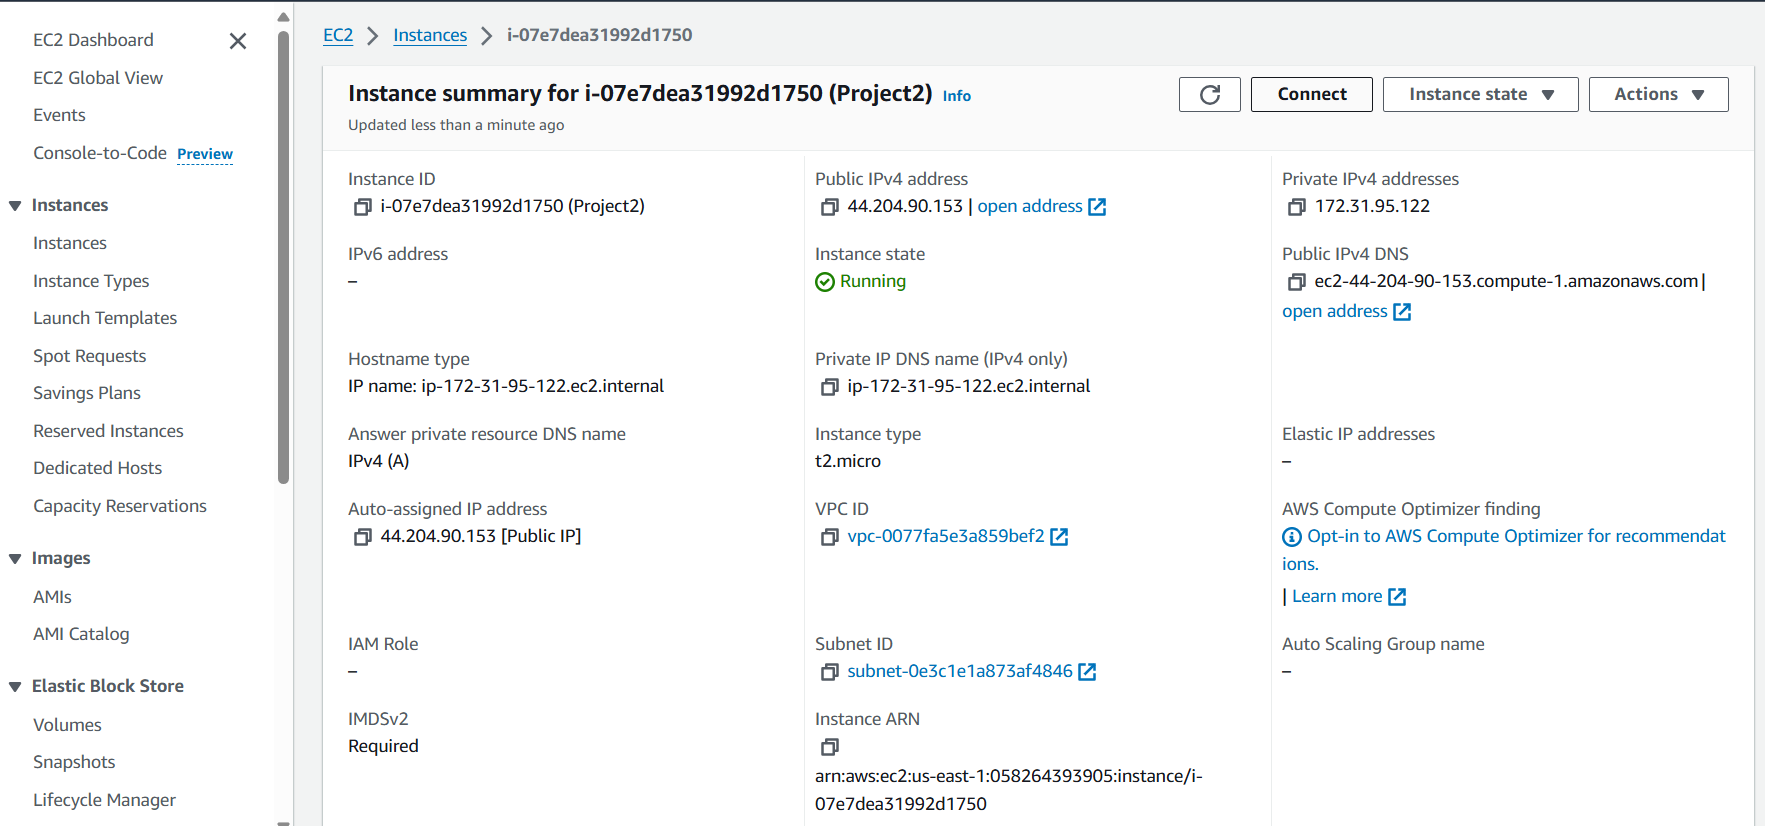 EC2 Dashboard
EC2 Global View
Events
Console-to-Code Preview
Instances
Instances
Instance Types
Launch Templates
Spot Requests
Savings Plans
Reserved Instances
Dedicated Hosts
Capacity Reservations
Images
AMIs
AMI Catalog
Elastic Block Store
Volumes
Snapshots
Lifecycle Manager
EC2 > Instances > i-07e7dea31992d1750
Instance summary for i-07e7dea31992d1750 (Project2) Info
Updated less than a minute ago
Connect
Instance state
Actions
Instance ID
i-07e7dea31992d1750 (Project2)
Public IPv4 address
44.204.90.153 | open address
Private IPv4 addresses
172.31.95.122
IPv6 address
–
Instance state
Running
Public IPv4 DNS
ec2-44-204-90-153.compute-1.amazonaws.com |
open address
Hostname type
IP name: ip-172-31-95-122.ec2.internal
Private IP DNS name (IPv4 only)
ip-172-31-95-122.ec2.internal
Answer private resource DNS name
IPv4 (A)
Instance type
t2.micro
Elastic IP addresses
–
Auto-assigned IP address
44.204.90.153 [Public IP]
VPC ID
vpc-0077fa5e3a859bef2
AWS Compute Optimizer finding
Opt-in to AWS Compute Optimizer for recommendat
ions.
| Learn more
IAM Role
–
Subnet ID
subnet-0e3c1e1a873af4846
Auto Scaling Group name
–
IMDSv2
Required
Instance ARN
arn:aws:ec2:us-east-1:058264393905:instance/i-
07e7dea31992d1750